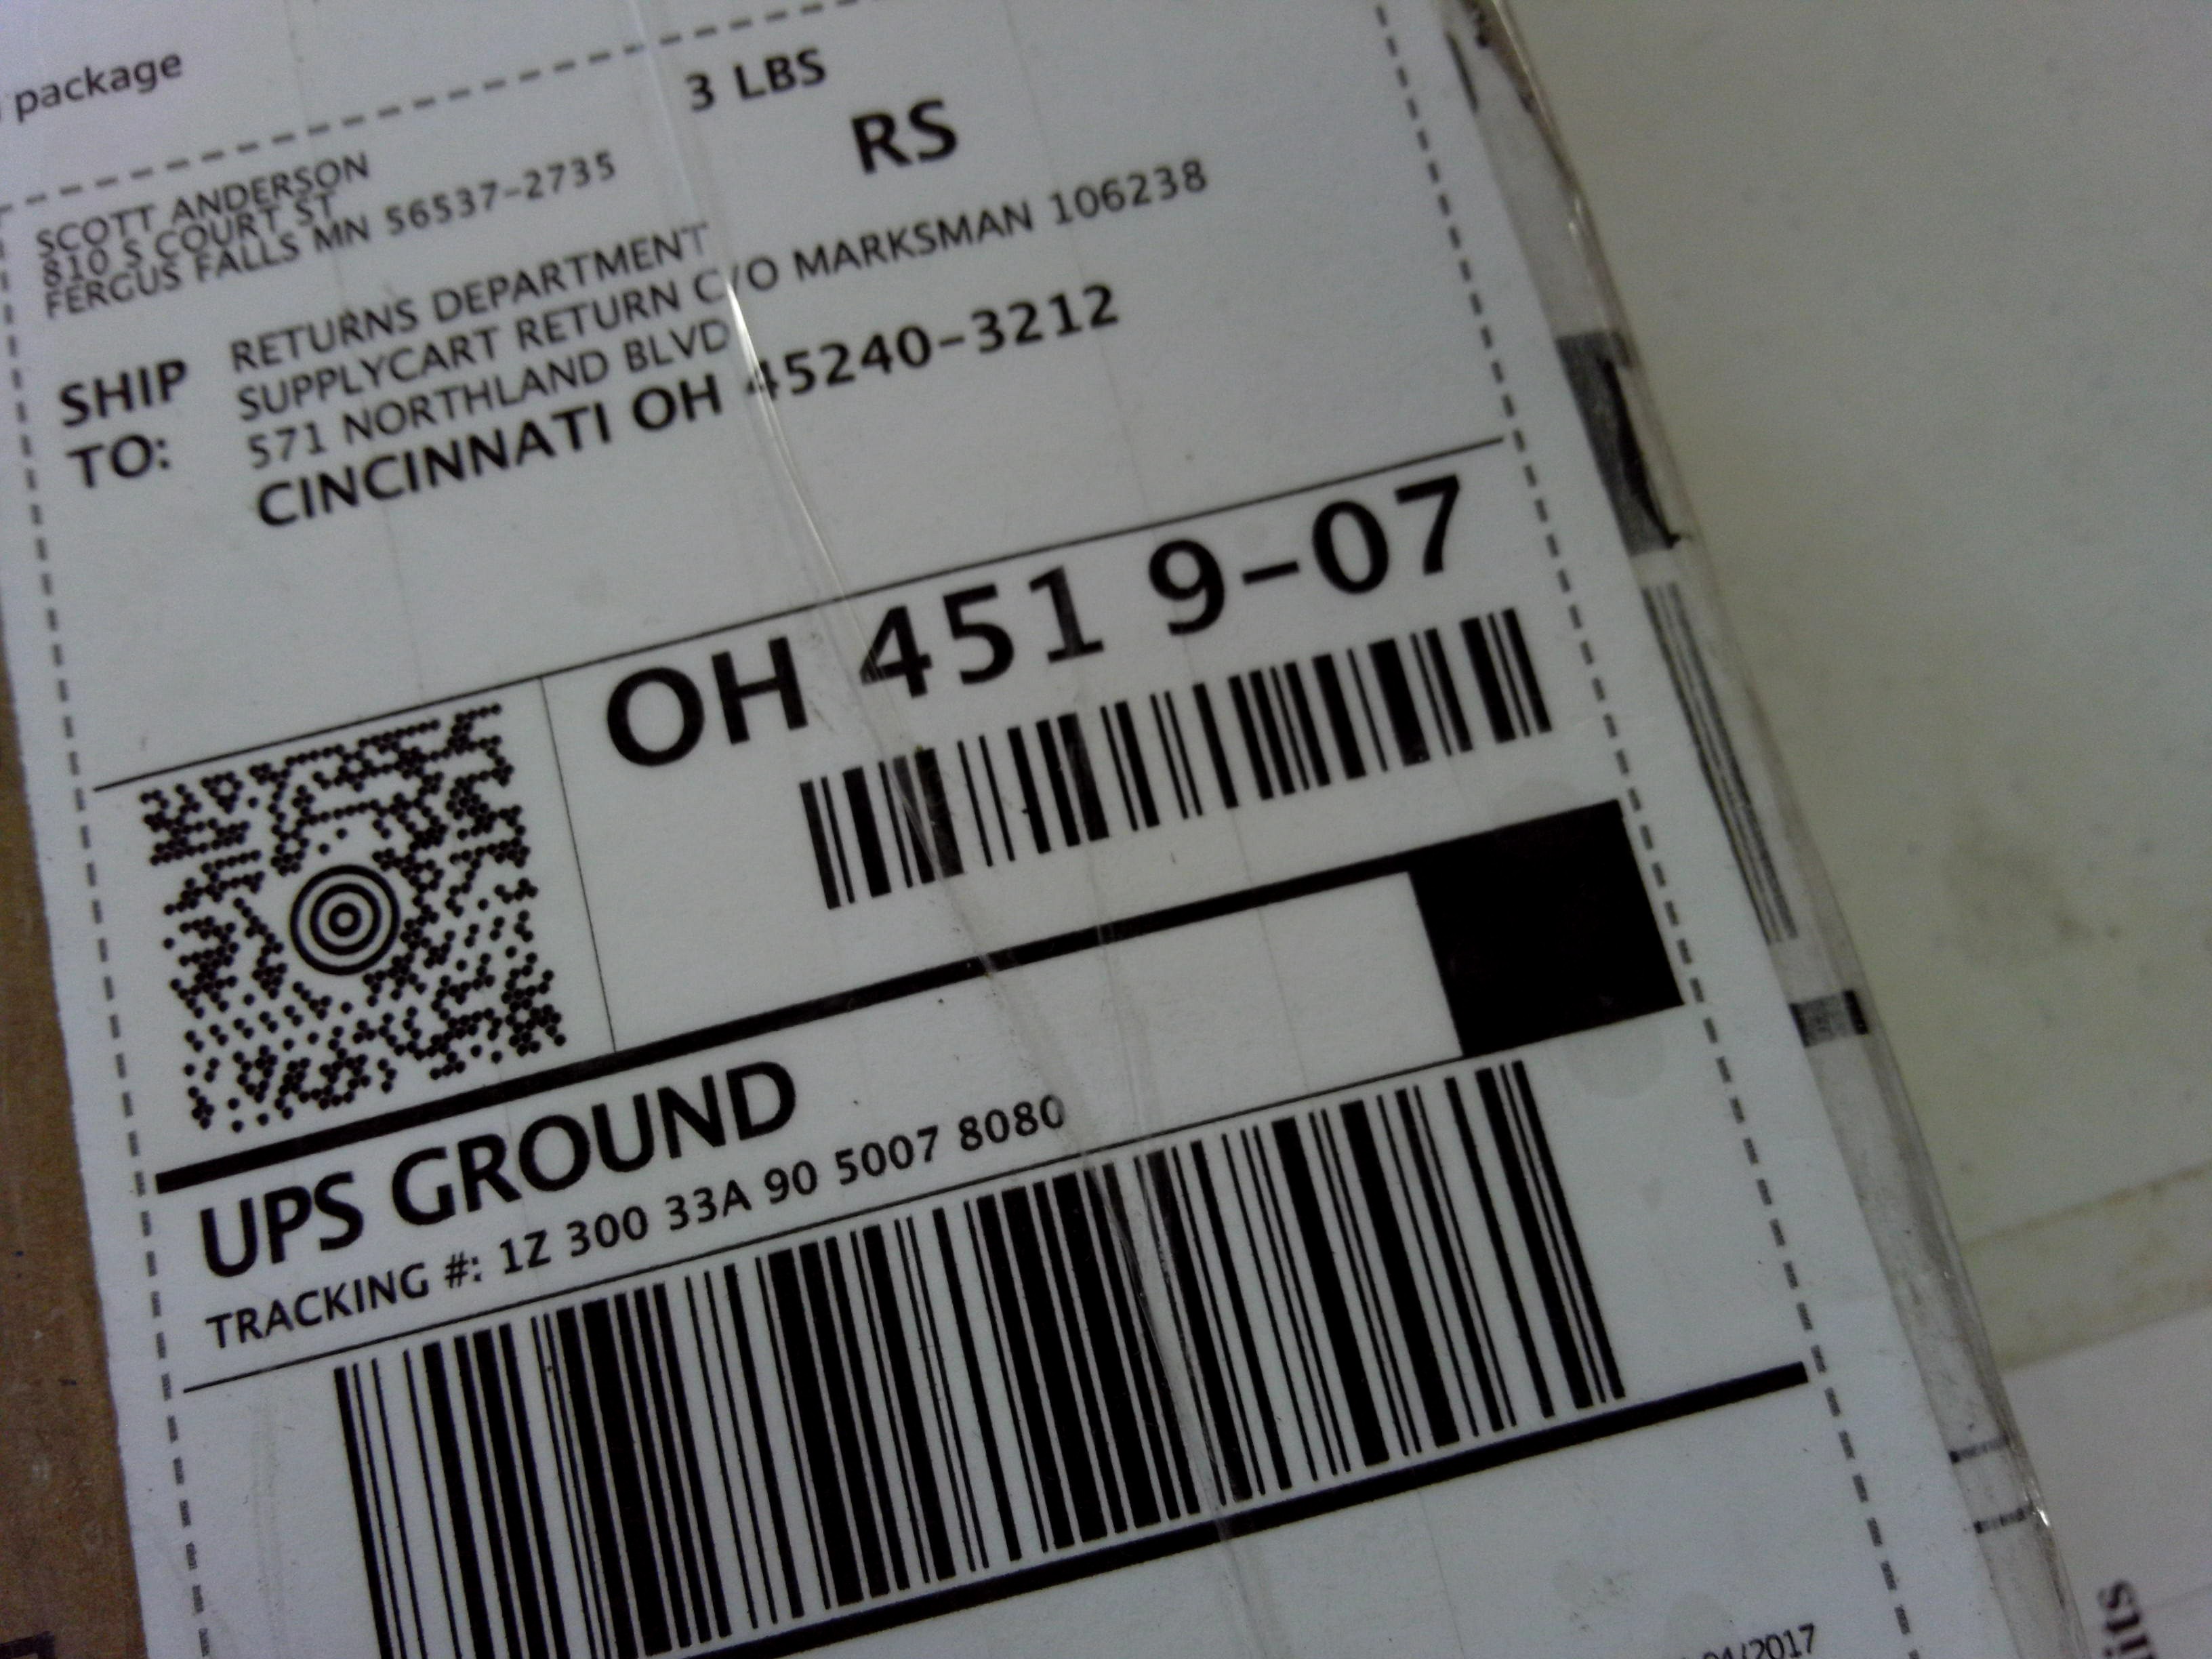 package
3 LBS
RS
SCOTT ANDERSON
810 S COURT ST
FERGUS FALLS MN 56537-2735
SHIP TO:
RETURNS DEPARTMENT
SUPPLYCART RETURN C/O MARKSMAN 106238
571 NORTHLAND BLVD
CINCINNATI OH 45240-3212
OH 451 9-07
UPS GROUND
TRACKING #: 1Z 300 33A 90 5007 8080
04/2017